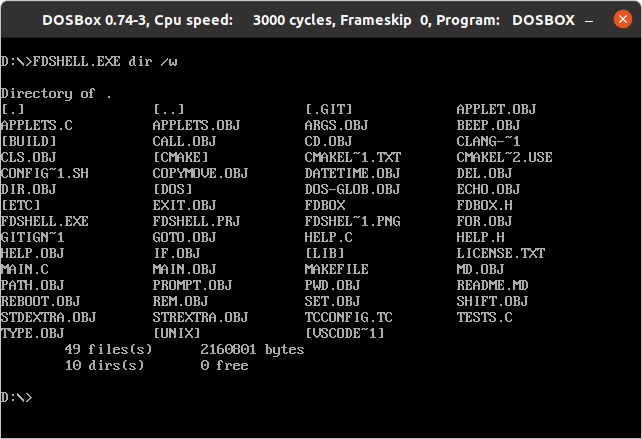 DOSBox 0.74-3, Cpu speed:    3000 cycles, Frameskip  0, Program:   DOSBOX
D:\>FDSHELL.EXE dir /w
Directory of .
[.]                [..]               [.GIT]             APPLET.OBJ
APPLETS.C          APPLETS.OBJ        ARGS.OBJ           BEEP.OBJ
[BUILD]            CALL.OBJ           CD.OBJ             CLANG-~1
CLS.OBJ            [CMAKE]            CMAKEL~1.TXT       CMAKEL~2.USE
CONFIG~1.SH        COPYMOVE.OBJ       DATETIME.OBJ       DEL.OBJ
DIR.OBJ            [DOS]              DOS-GLOB.OBJ       ECHO.OBJ
[ETC]              EXIT.OBJ           FDBOX              FDBOX.H
FDSHELL.EXE        FDSHELL.PRJ        FDSHEL~1.PNG       FOR.OBJ
GITIGN~1           GOTO.OBJ           HELP.C             HELP.H
HELP.OBJ           IF.OBJ             [LIB]              LICENSE.TXT
MAIN.C             MAIN.OBJ           MAKEFILE           MD.OBJ
PATH.OBJ           PROMPT.OBJ         PWD.OBJ            README.MD
REBOOT.OBJ         REM.OBJ            SET.OBJ            SHIFT.OBJ
STDEXTRA.OBJ       STREXTRA.OBJ       TCCONFIG.TC        TESTS.C
TYPE.OBJ           [UNIX]             [VSCODE~1]
        49 files(s)      2160801 bytes
        10 dirs(s)       0 free
D:\>